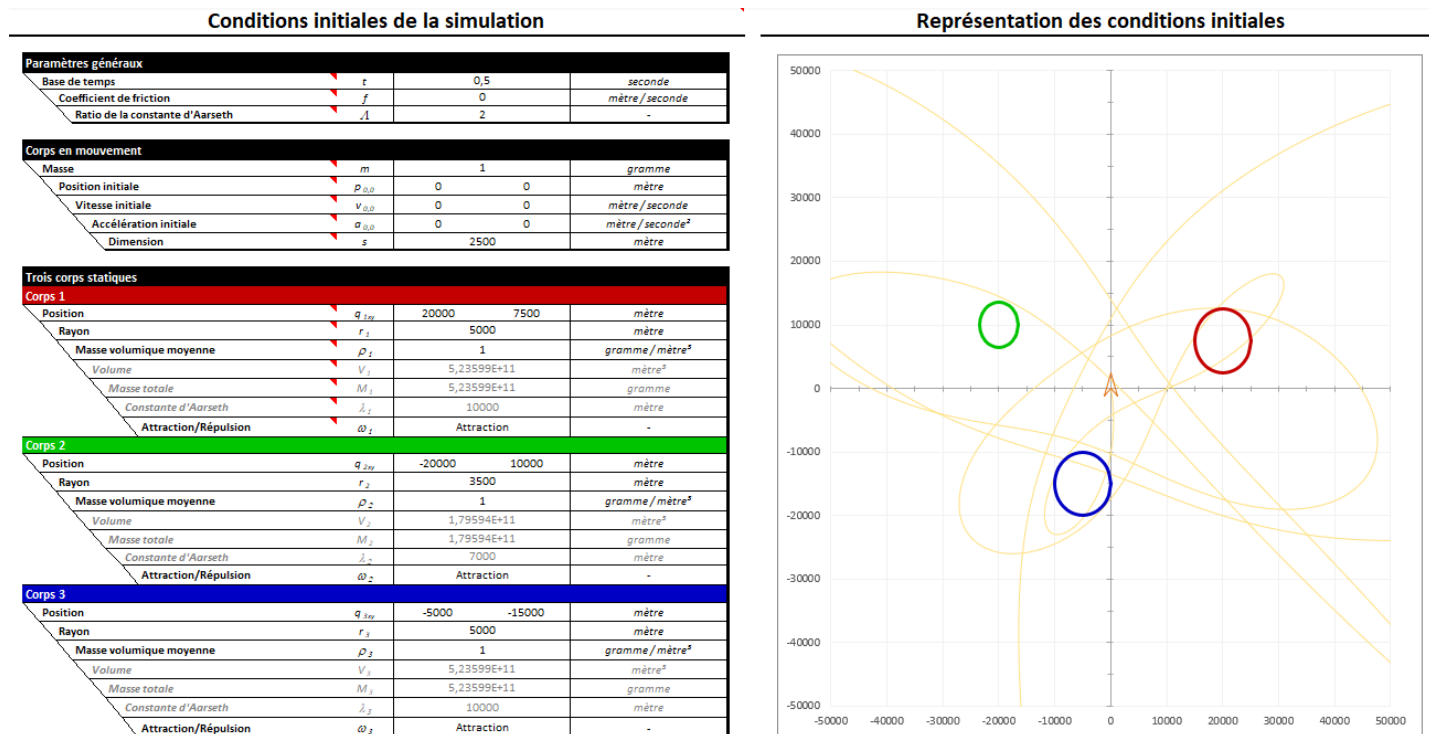 Conditions initiales de la simulation
Paramètres généraux
Base de temps t 0,5 seconde
Coefficient de friction f 0 mètre / seconde
Ratio de la constante d'Aarseth Λ 2 -
Corps en mouvement
Masse m 1 gramme
Position initiale p 0,0 0 0 mètre
Vitesse initiale v 0,0 0 0 mètre / seconde
Accélération initiale a 0,0 0 0 mètre / seconde²
Dimension s 2500 mètre
Trois corps statiques
Corps 1
Position q 1xy 20000 7500 mètre
Rayon r 1 5000 mètre
Masse volumique moyenne ρ 1 1 gramme / mètre³
Volume V 1 5,23599E+11 mètre³
Masse totale M 1 5,23599E+11 gramme
Constante d'Aarseth λ 1 10000 mètre
Attraction/Répulsion ω 1 Attraction -
Corps 2
Position q 2xy -20000 10000 mètre
Rayon r 2 3500 mètre
Masse volumique moyenne ρ 2 1 gramme / mètre³
Volume V 2 1,79594E+11 mètre³
Masse totale M 2 1,79594E+11 gramme
Constante d'Aarseth λ 2 7000 mètre
Attraction/Répulsion ω 2 Attraction -
Corps 3
Position q 3xy -5000 -15000 mètre
Rayon r 3 5000 mètre
Masse volumique moyenne ρ 3 1 gramme / mètre³
Volume V 3 5,23599E+11 mètre³
Masse totale M 3 5,23599E+11 gramme
Constante d'Aarseth λ 3 10000 mètre
Attraction/Répulsion ω 3 Attraction -
Représentation des conditions initiales
50000
40000
30000
20000
10000
0
-10000
-20000
-30000
-40000
-50000
-50000 -40000 -30000 -20000 -10000 0 10000 20000 30000 40000 50000